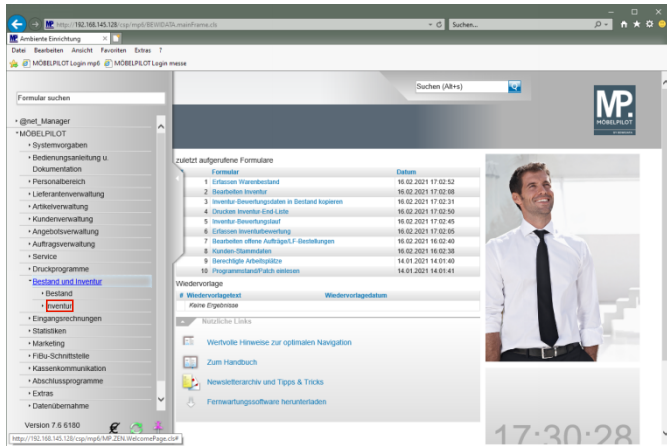 http://192.168.145.128/csp/mp6/BEWIDATA.mainFrame.cls
Suchen...
Ambiente Einrichtung
Datei Bearbeiten Ansicht Favoriten Extras ?
MÖBELPILOT Login mp6 MÖBELPILOT Login messe
Suchen (Alt+s)
Formular suchen
MP.
MÖBELPILOT
@net_Manager
MÖBELPILOT
Systemvorgaben
Bedienungsanleitung u.
Dokumentation
Personalbereich
Lieferantenverwaltung
Artikelverwaltung
Kundenverwaltung
Angebotsverwaltung
Auftragsverwaltung
Service
Druckprogramme
Bestand und Inventur
Bestand
Inventur
Eingangsrechnungen
Statistiken
Marketing
FiBu-Schnittstelle
Kassenkommunikation
Abschlussprogramme
Extras
Datenübernahme
Version 7.6 6180
http://192.168.145.128/csp/mp6/MP.ZEN.WelcomePage.cls#
zuletzt aufgerufene Formulare
Formular Datum
1 Erfassen Warenbestand 16.02.2021 17:02:52
2 Bearbeiten Inventur 16.02.2021 17:02:08
3 Inventur-Bewertungsdaten in Bestand kopieren 16.02.2021 17:02:31
4 Drucken Inventur-End-Liste 16.02.2021 17:02:50
5 Inventur-Bewertungslauf 16.02.2021 17:02:45
6 Erfassen Inventurbewertung 16.02.2021 17:02:05
7 Bearbeiten offene Aufträge/LF-Bestellungen 16.02.2021 16:02:40
8 Kunden-Stammdaten 16.02.2021 16:02:38
9 Berechtigte Arbeitsplätze 14.01.2021 14:01:40
10 Programmstand/Patch einlesen 14.01.2021 14:01:41
Wiedervorlage
# Wiedervorlagetext Wiedervorlagedatum
Keine Ergebnisse
Nützliche Links
Wertvolle Hinweise zur optimalen Navigation
Zum Handbuch
Newsletterarchiv und Tipps & Tricks
Fernwartungssoftware herunterladen
17:30:28